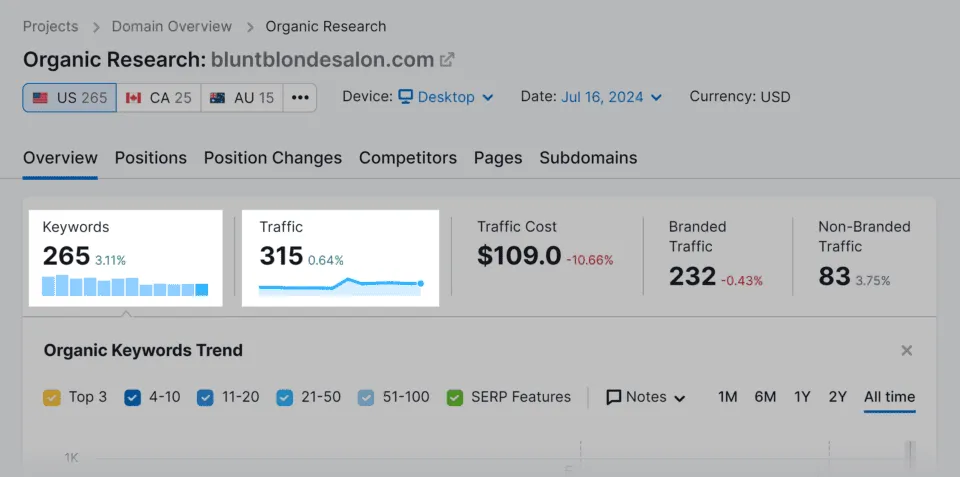 Projects > Domain Overview > Organic Research
Organic Research: bluntblondesalon.com
US 265 CA 25 AU 15 ••• Device: Desktop Date: Jul 16, 2024 Currency: USD
Overview Positions Position Changes Competitors Pages Subdomains
Keywords
265 3.11%
Traffic
315 0.64%
Traffic Cost
$109.0 -10.66%
Branded
Traffic
232 -0.43%
Non-Branded
Traffic
83 3.75%
Organic Keywords Trend
Top 3 4-10 11-20 21-50 51-100 SERP Features Notes 1M 6M 1Y 2Y All time
1K